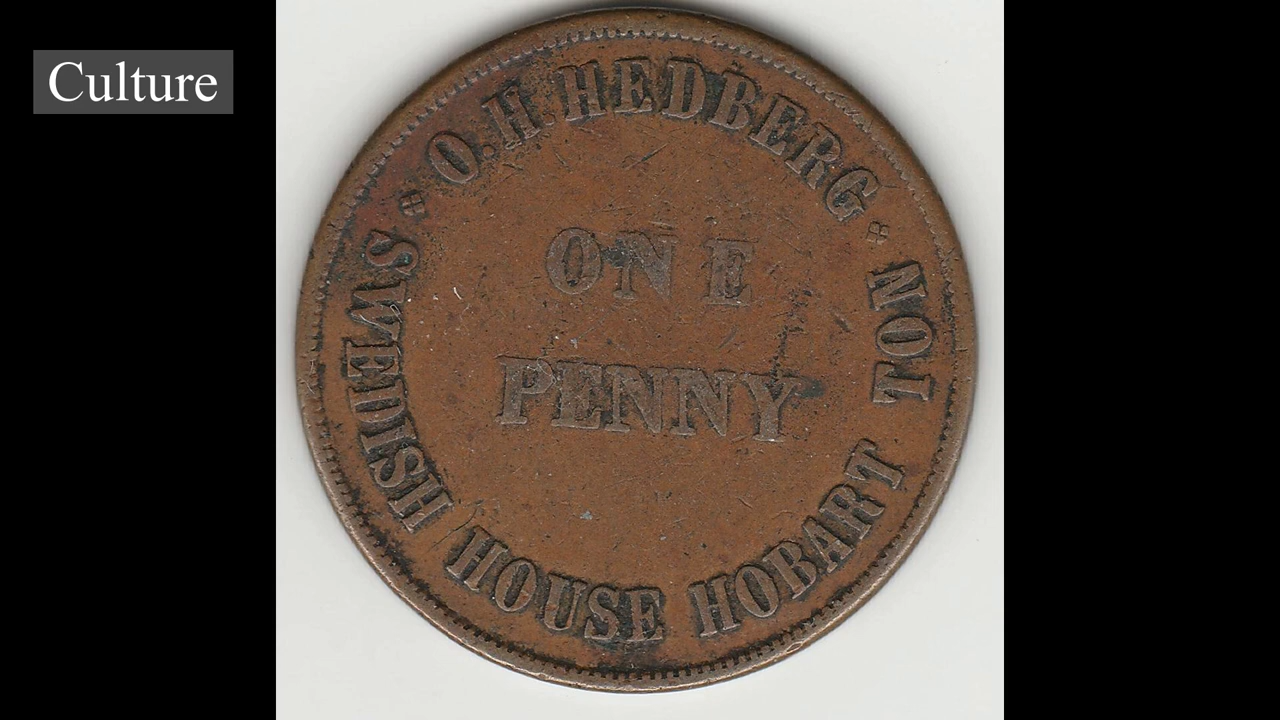 Culture
O.H.HEDBERG
ONE
PENNY
SWEDISH HOUSE HOBART TON